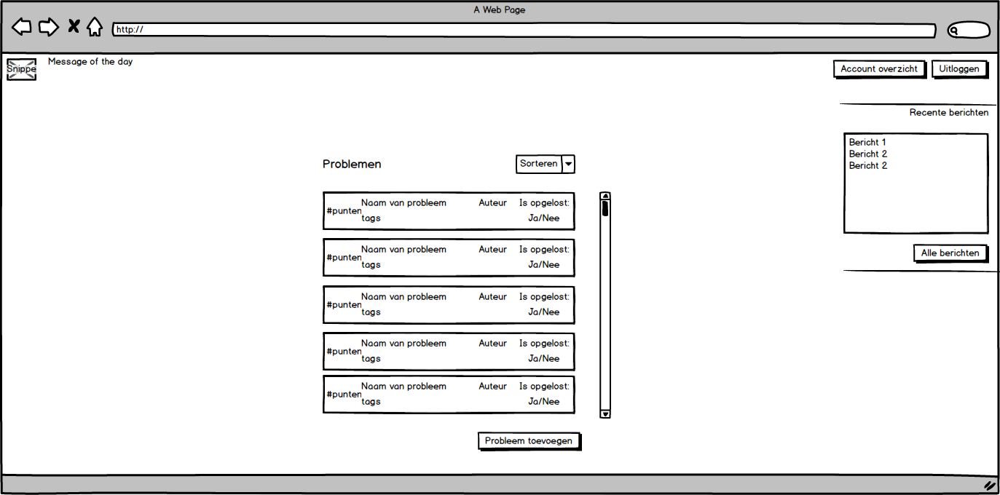 A Web Page
http://
Snippe
Message of the day
Account overzicht
Uitloggen
Recente berichten
Bericht 1
Bericht 2
Bericht 2
Alle berichten
Problemen
Sorteren
Naam van probleem Auteur Is opgelost:
#punten
tags Ja/Nee
Naam van probleem Auteur Is opgelost:
#punten
tags Ja/Nee
Naam van probleem Auteur Is opgelost:
#punten
tags Ja/Nee
Naam van probleem Auteur Is opgelost:
#punten
tags Ja/Nee
Naam van probleem Auteur Is opgelost:
#punten
tags Ja/Nee
Probleem toevoegen